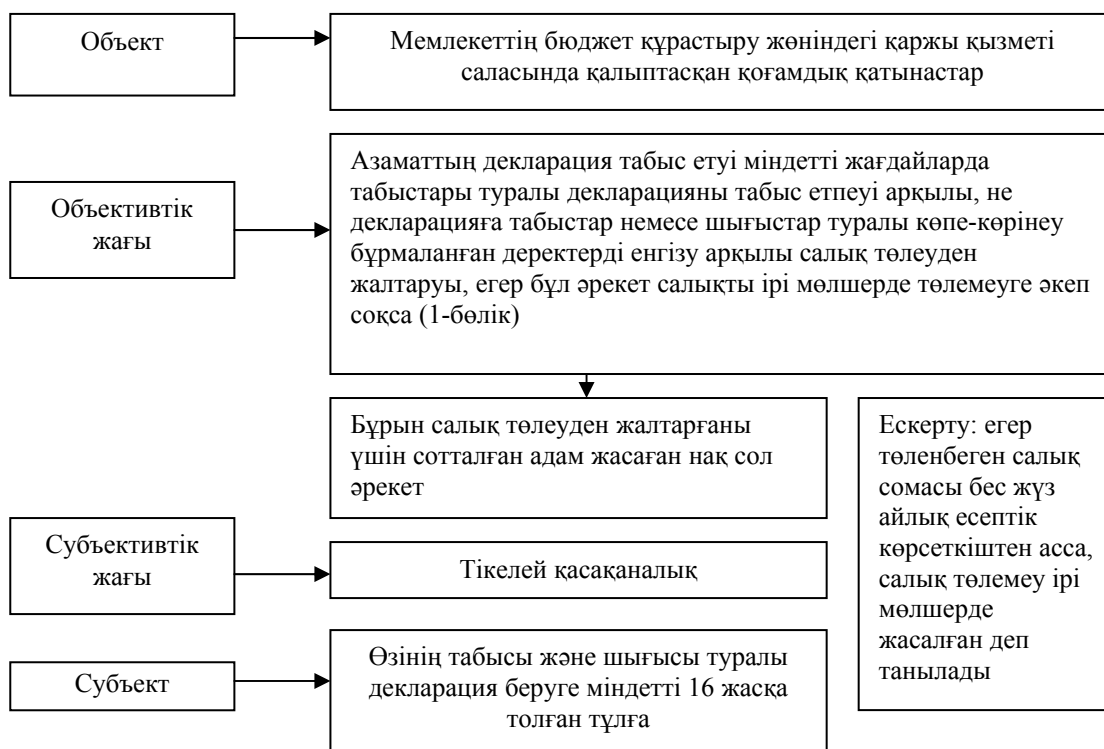 Объект
Мемлекеттің бюджет құрастыру жөніндегі қаржы қызметі
саласында қалыптасқан қоғамдық қатынастар
Объективтік
жағы
Азаматтың декларация табыс етуі міндетті жағдайларда
табыстары туралы декларацияны табыс етпеуі арқылы, не
декларацияға табыстар немесе шығыстар туралы көпе-көрінеу
бұрмаланған деректерді енгізу арқылы салық төлеуден
жалтаруы, егер бұл әрекет салықты ірі мөлшерде төлемеуге әкеп
соқса (1-бөлік)
Бұрын салық төлеуден жалтарғаны
үшін сотталған адам жасаған нақ сол
әрекет
Ескерту: егер
төленбеген салық
сомасы бес жүз
айлық есептік
көрсеткіштен асса,
салық төлемеу ірі
мөлшерде
жасалған деп
танылады
Субъективтік
жағы
Тікелей қасақаналық
Субъект
Өзінің табысы және шығысы туралы
декларация беруге міндетті 16 жасқа
толған тұлға